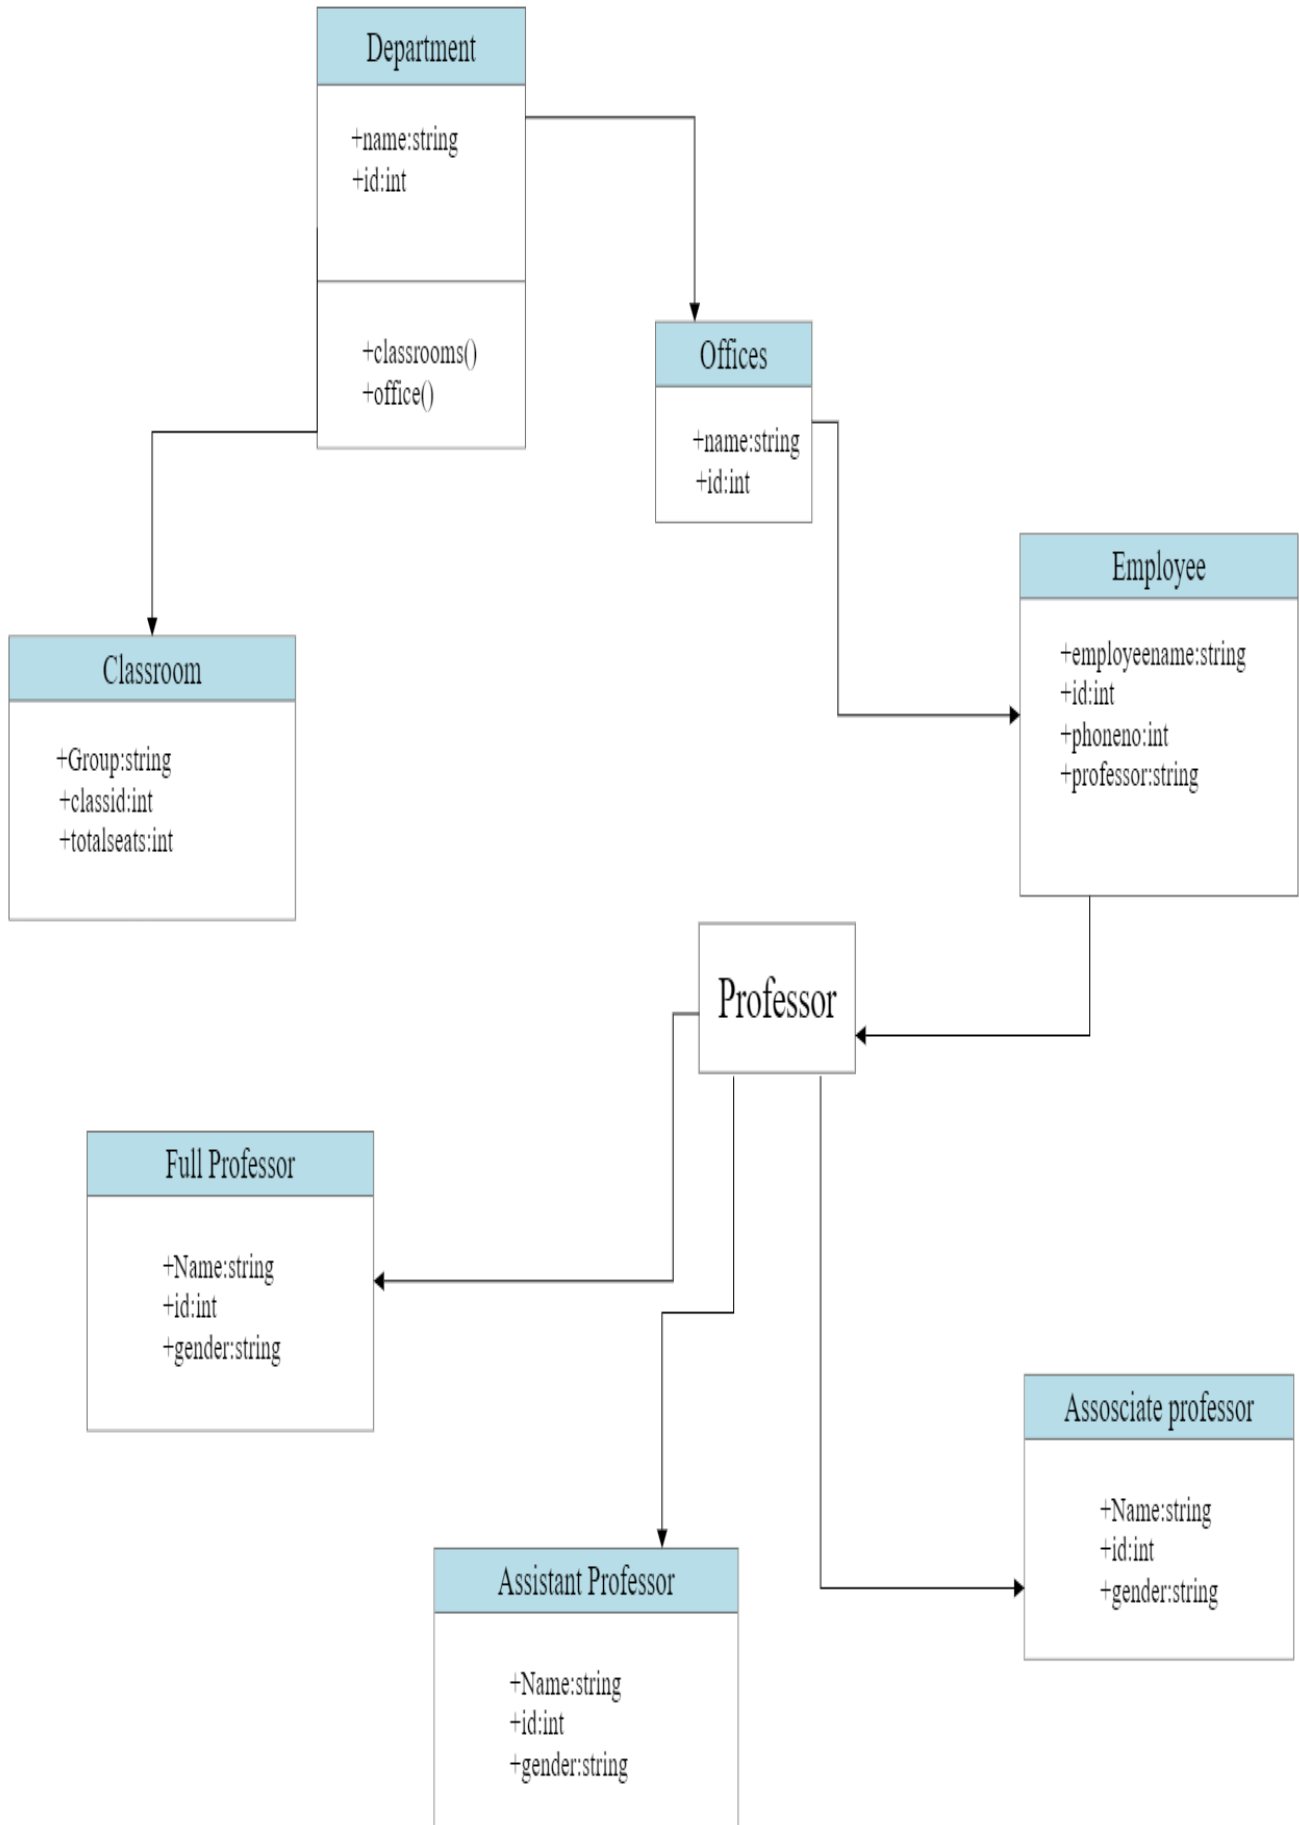 Department
+name:string
+id:int
+classrooms()
+office()
Offices
+name:string
+id:int
Employee
+employeename:string
+id:int
+phoneno:int
+professor:string
Classroom
+Group:string
+classid:int
+totalseats:int
Professor
Full Professor
+Name:string
+id:int
+gender:string
Assosciate professor
+Name:string
+id:int
+gender:string
Assistant Professor
+Name:string
+id:int
+gender:string